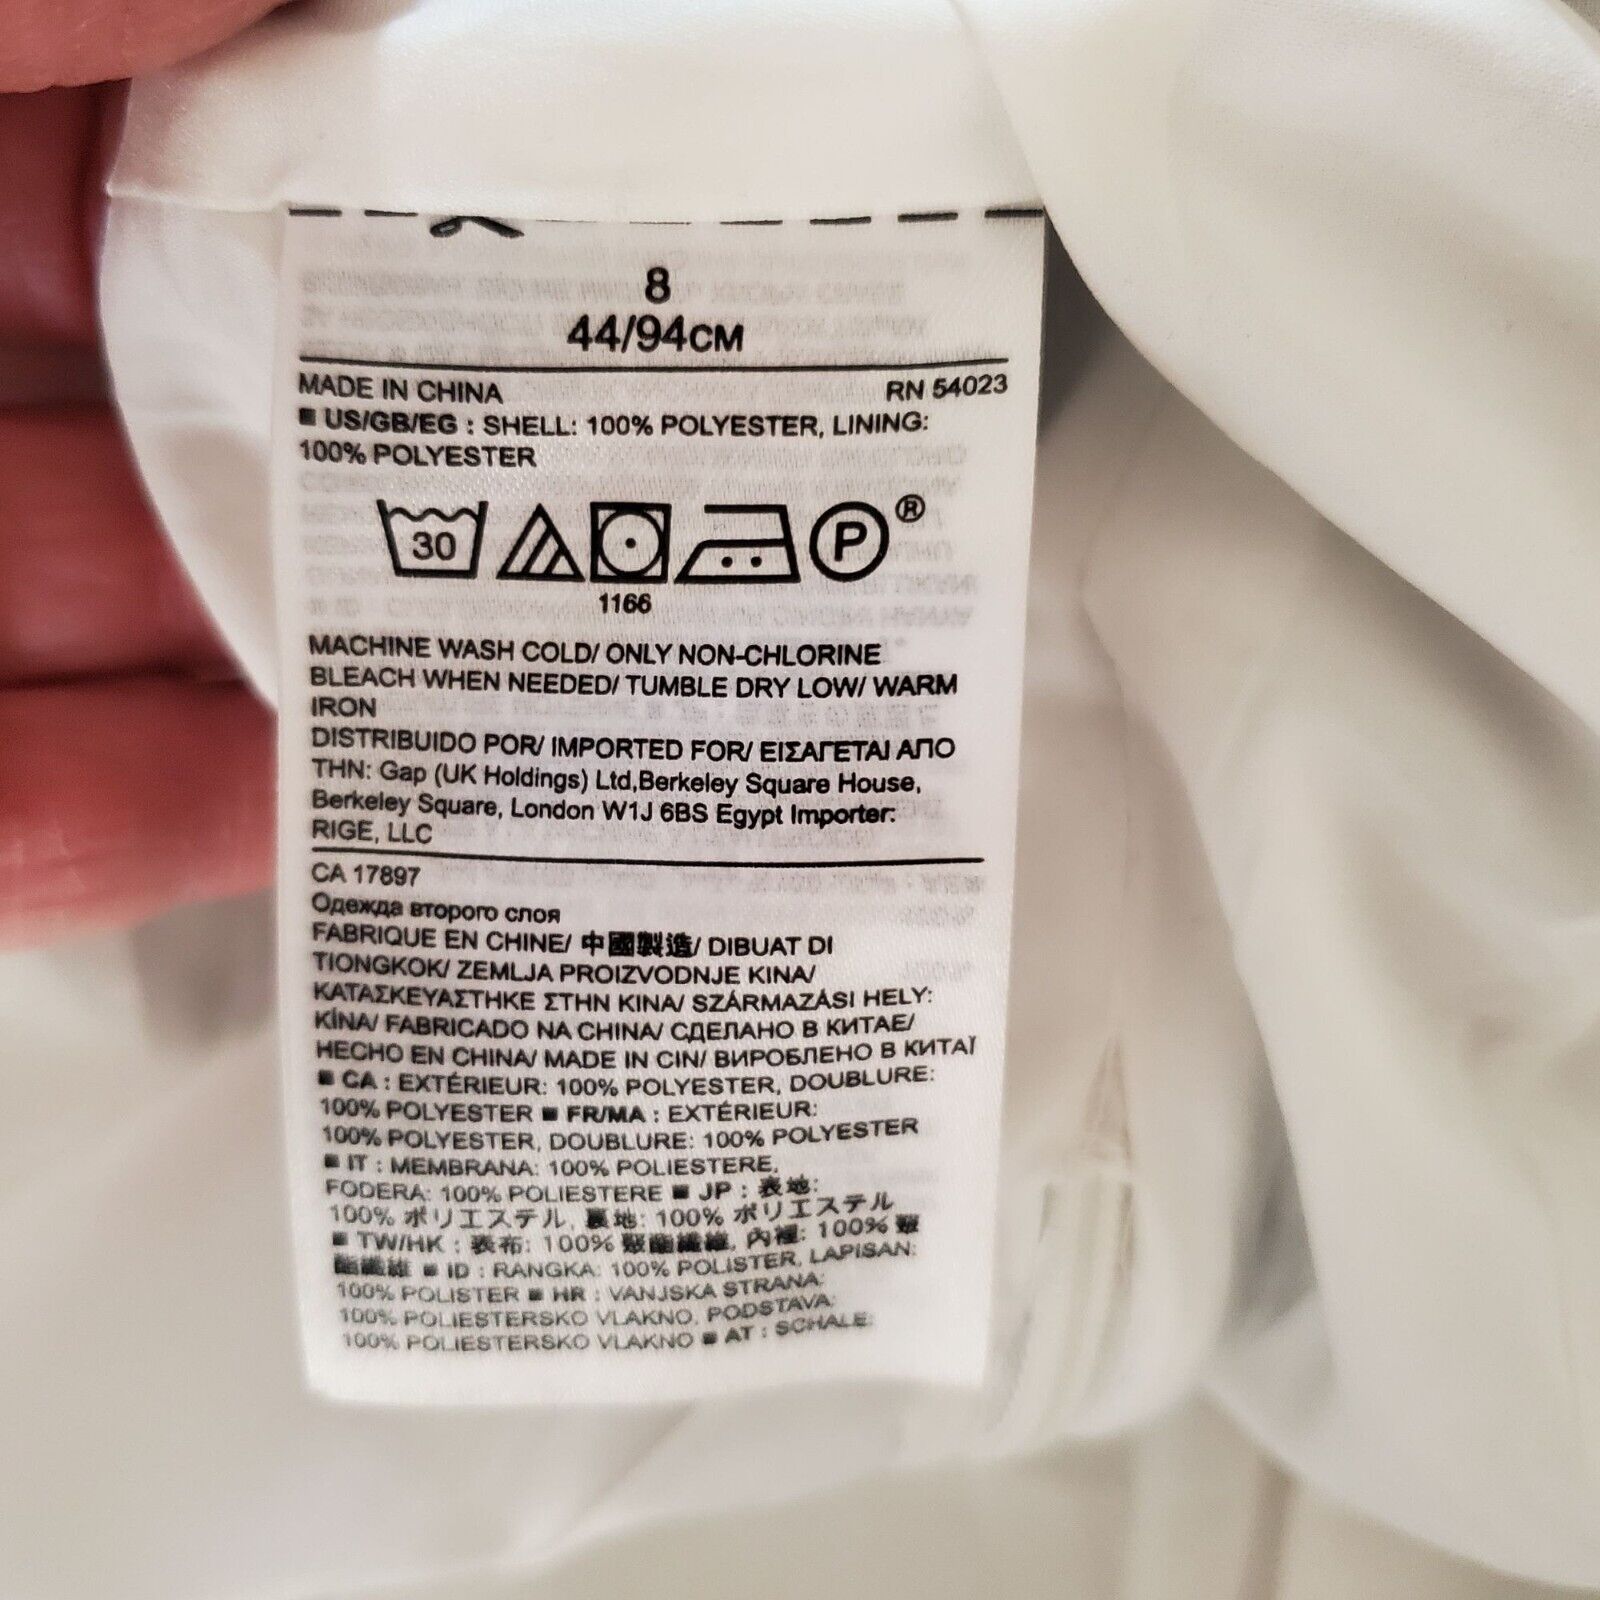 8
44/94CM
MADE IN CHINA RN 54023
■ US/GB/EG : SHELL: 100% POLYESTER, LINING:
100% POLYESTER
30 P ®
1166
MACHINE WASH COLD/ ONLY NON-CHLORINE
BLEACH WHEN NEEDED/ TUMBLE DRY LOW/ WARM
IRON
DISTRIBUIDO POR/ IMPORTED FOR/ ΕΙΣΑΓΕΤΑΙ ΑΠΟ
THN: Gap (UK Holdings) Ltd,Berkeley Square House,
Berkeley Square, London W1J 6BS Egypt Importer:
RIGE, LLC
CA 17897
Одежда второго слоя
FABRIQUE EN CHINE/ 中國製造/ DIBUAT DI
TIONGKOK/ ZEMLJA PROIZVODNJE KINA/
ΚΑΤΑΣΚΕΥΑΣΤΗΚΕ ΣΤΗΝ ΚΙΝΑ/ SZÁRMAZÁSI HELY:
KÍNA/ FABRICADO NA CHINA/ СДЕЛАНО В КИТАЕ/
HECHO EN CHINA/ MADE IN CIN/ ВИРОБЛЕНО В КИТАЇ
■ CA : EXTÉRIEUR: 100% POLYESTER, DOUBLURE:
100% POLYESTER ■ FR/MA : EXTÉRIEUR:
100% POLYESTER, DOUBLURE: 100% POLYESTER
■ IT : MEMBRANA: 100% POLIESTERE,
FODERA: 100% POLIESTERE ■ JP : 表地:
100% ポリエステル, 裏地: 100% ポリエステル
■ TW/HK : 表布: 100% 聚酯纖維, 內裡: 100% 聚
酯纖維 ■ ID : RANGKA: 100% POLISTER, LAPISAN:
100% POLISTER ■ HR : VANJSKA STRANA:
100% POLIESTERSKO VLAKNO, PODSTAVA:
100% POLIESTERSKO VLAKNO ■ AT : SCHALE: